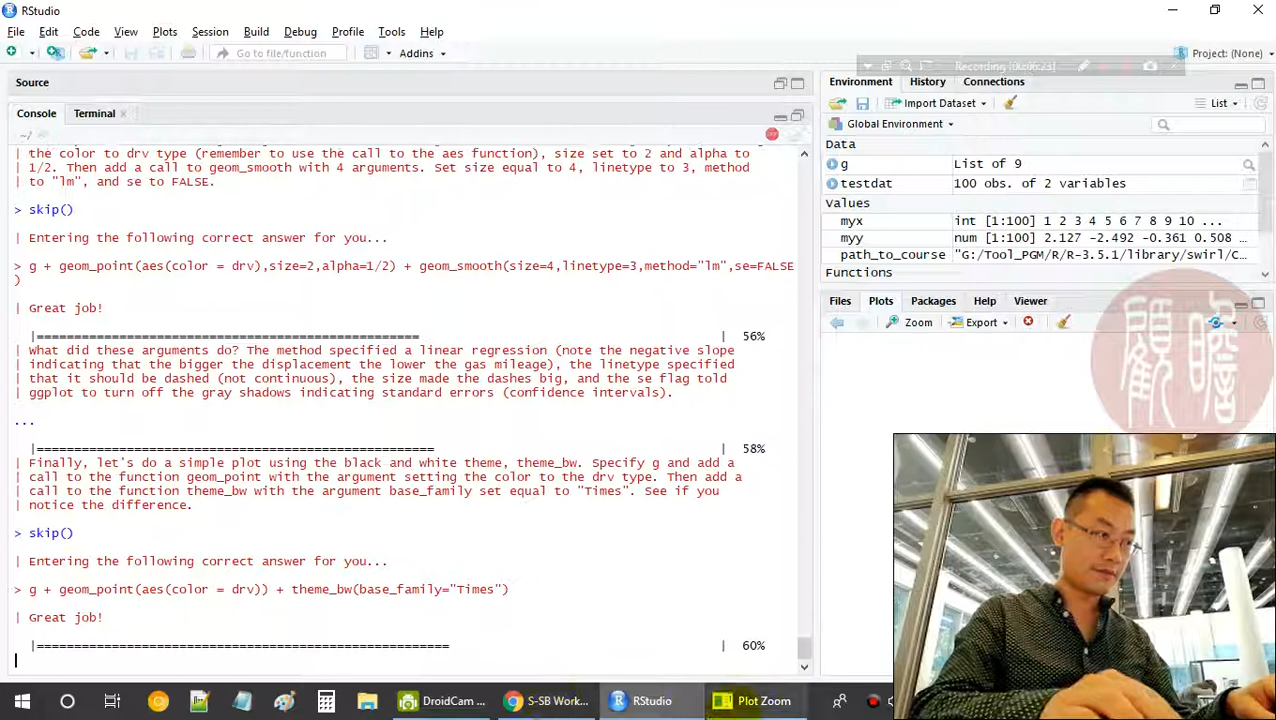 RStudio
File Edit Code View Plots Session Build Debug Profile Tools Help
Go to file/function Addins Project: (None)
Recording [00:06:23]
Source
Console Terminal
~/
the color to drv type (remember to use the call to the aes function), size set to 2 and alpha to
| 1/2. Then add a call to geom_smooth with 4 arguments. Set size equal to 4, linetype to 3, method
| to "lm", and se to FALSE.
> skip()
| Entering the following correct answer for you...
> g + geom_point(aes(color = drv),size=2,alpha=1/2) + geom_smooth(size=4,linetype=3,method="lm",se=FALSE
)
| Great job!
|=================================================== | 56%
| What did these arguments do? The method specified a linear regression (note the negative slope
| indicating that the bigger the displacement the lower the gas mileage), the linetype specified
| that it should be dashed (not continuous), the size made the dashes big, and the se flag told
| ggplot to turn off the gray shadows indicating standard errors (confidence intervals).
...
|===================================================== | 58%
| Finally, let's do a simple plot using the black and white theme, theme_bw. Specify g and add a
| call to the function geom_point with the argument setting the color to the drv type. Then add a
| call to the function theme_bw with the argument base_family set equal to "Times". See if you
| notice the difference.
> skip()
| Entering the following correct answer for you...
> g + geom_point(aes(color = drv)) + theme_bw(base_family="Times")
| Great job!
|======================================================= | 60%
Environment History Connections
Import Dataset List
Global Environment
Data
g List of 9
testdat 100 obs. of 2 variables
Values
myx int [1:100] 1 2 3 4 5 6 7 8 9 10 ...
myy num [1:100] 2.127 -2.492 -0.361 0.508 ...
path_to_course "G:/Tool_PGM/R/R-3.5.1/library/swirl/C...
Functions
Files Plots Packages Help Viewer
Zoom Export
DroidCam ... S-SB Work... RStudio Plot Zoom